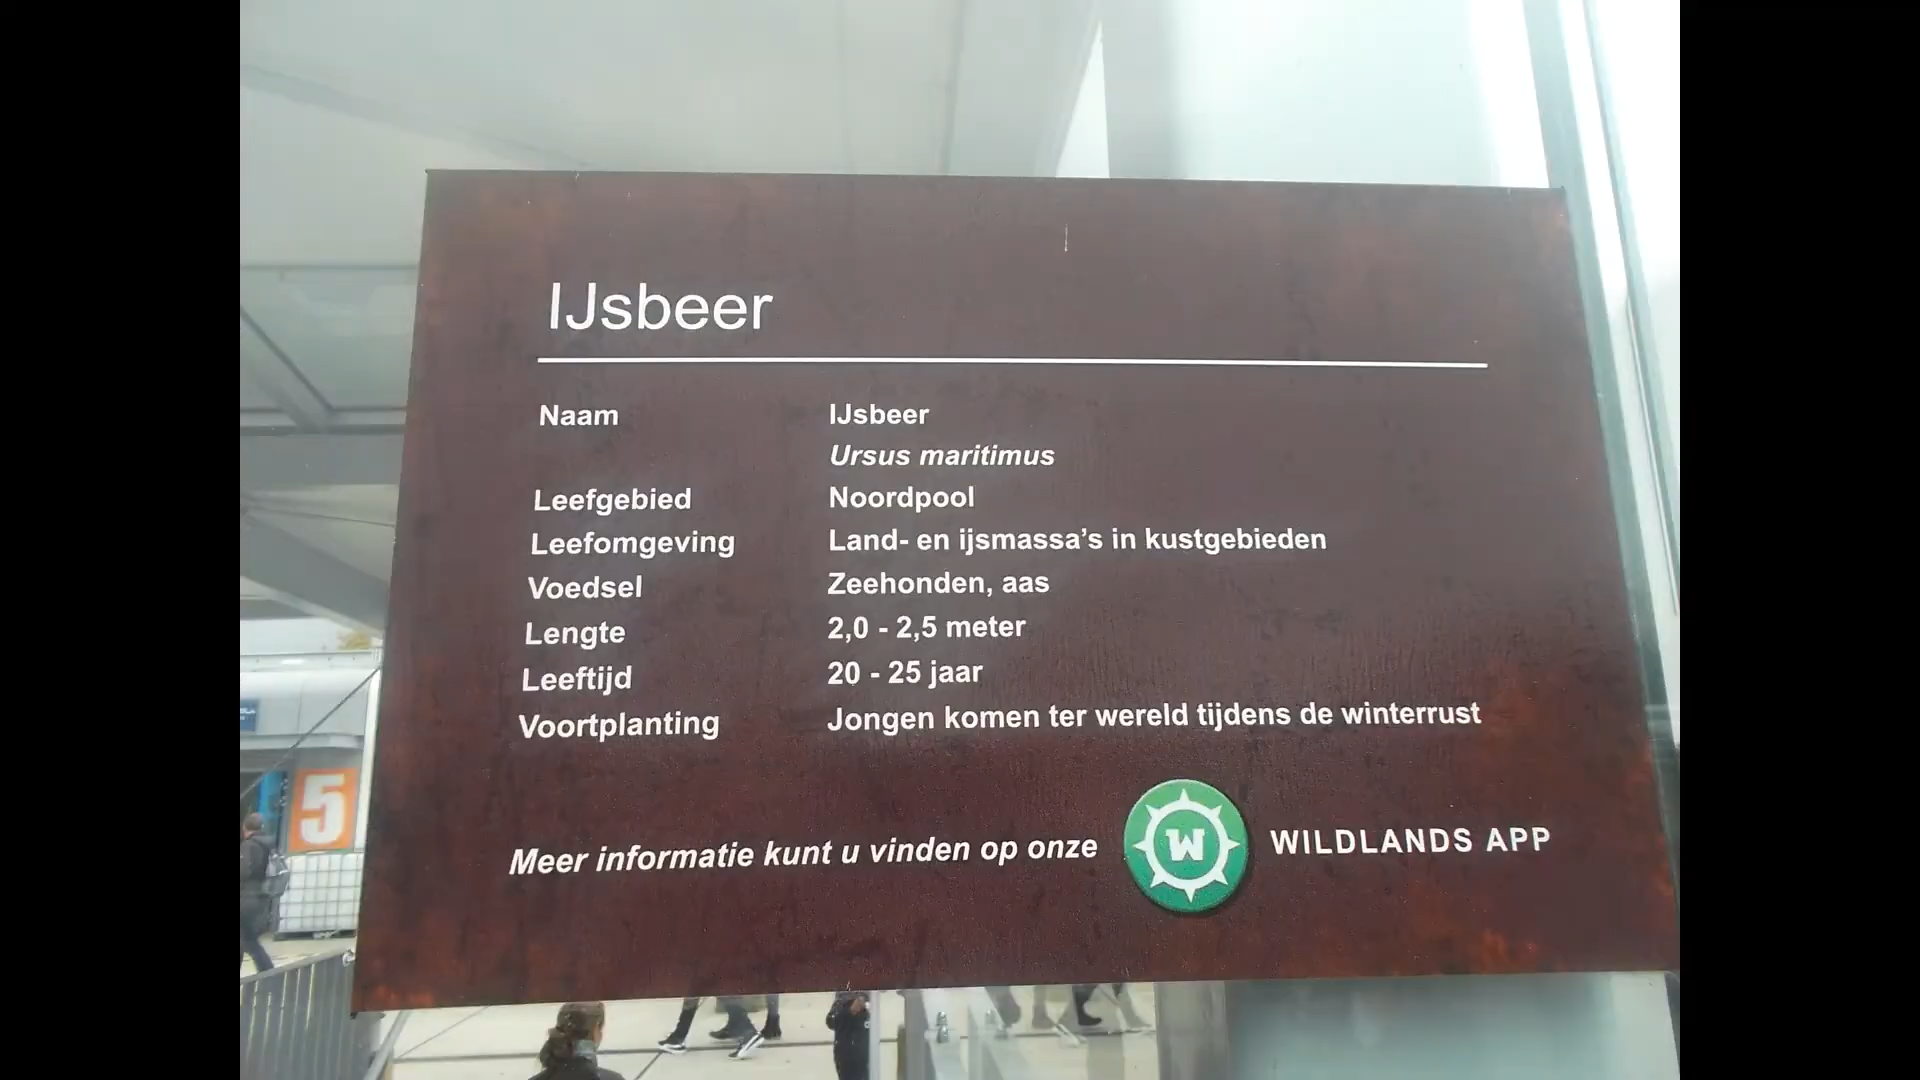 IJsbeer
Naam IJsbeer
Ursus maritimus
Leefgebied Noordpool
Leefomgeving Land- en ijsmassa's in kustgebieden
Voedsel Zeehonden, aas
Lengte 2,0 - 2,5 meter
Leeftijd 20 - 25 jaar
Voortplanting Jongen komen ter wereld tijdens de winterrust
Meer informatie kunt u vinden op onze W WILDLANDS APP
5